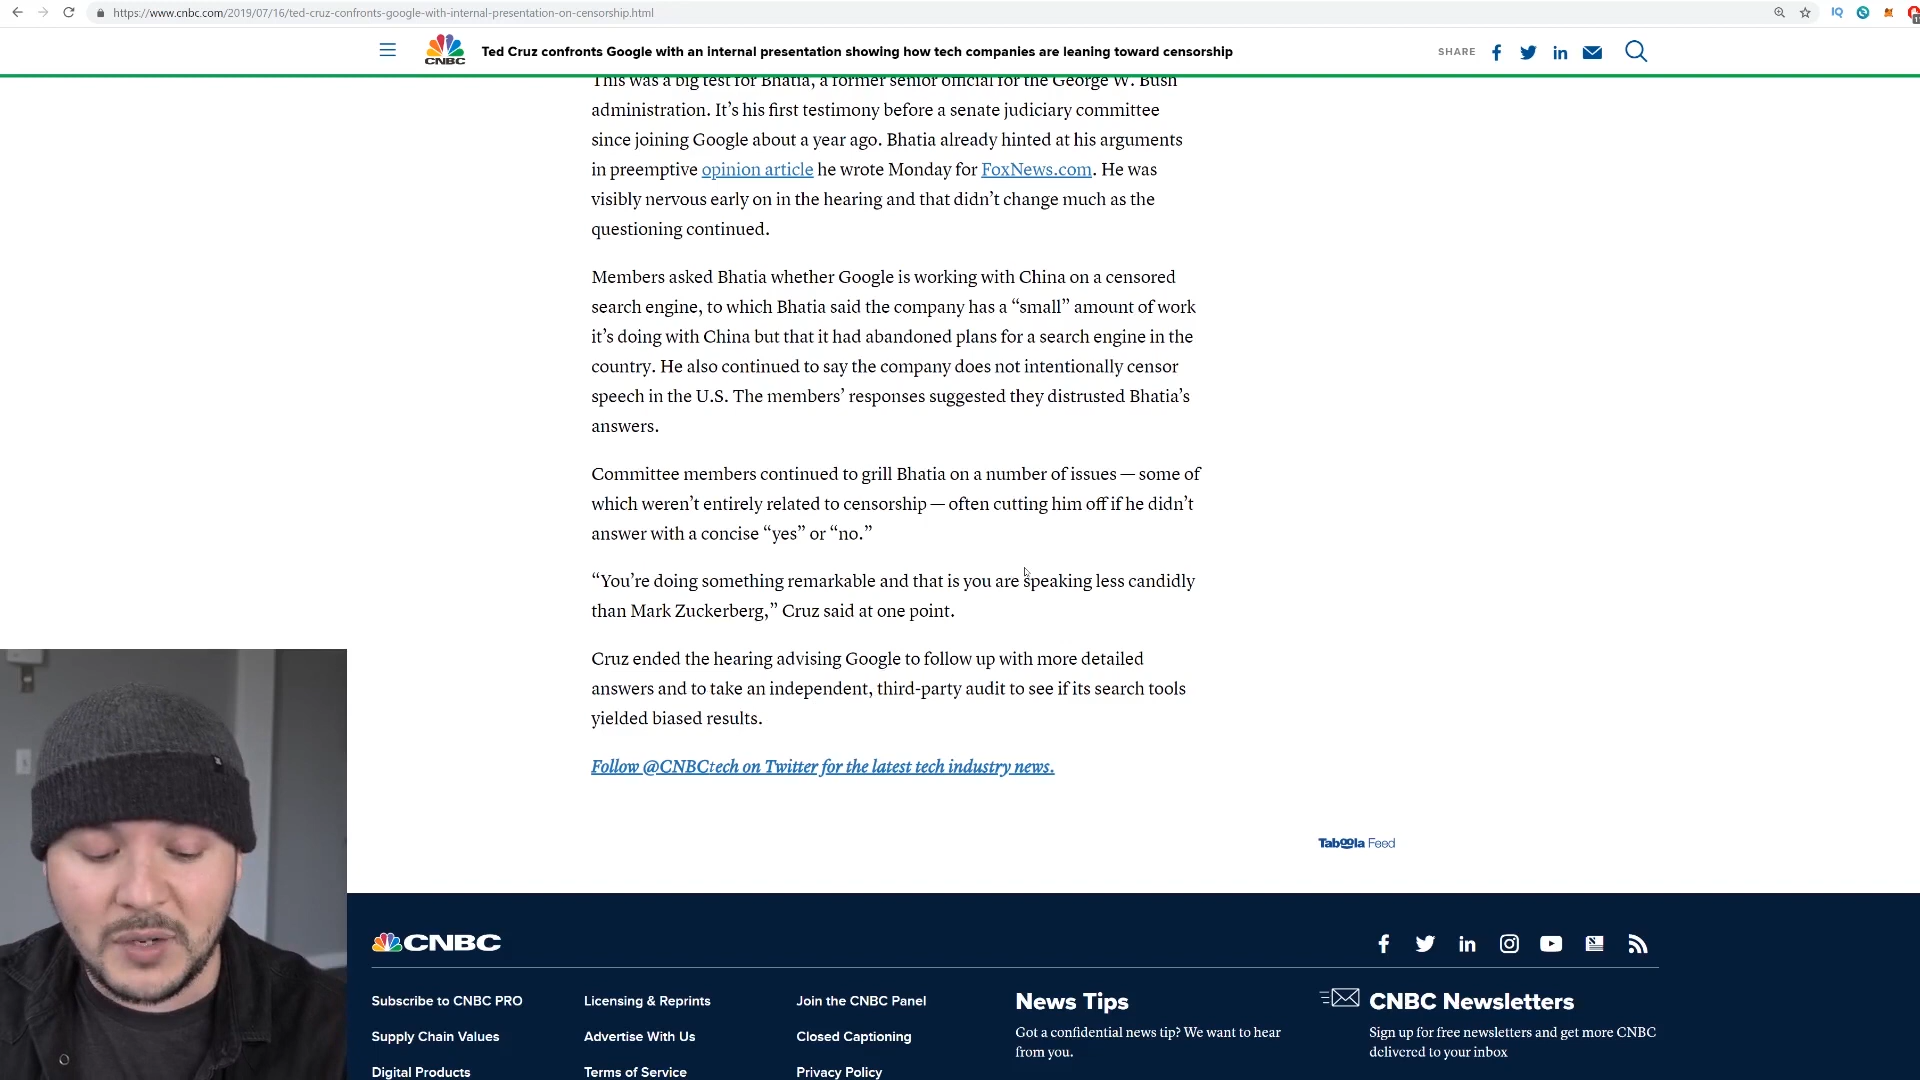 https://www.cnbc.com/2019/07/16/ted-cruz-confronts-google-with-internal-presentation-on-censorship.html
IQ
CNBC
Ted Cruz confronts Google with an internal presentation showing how tech companies are leaning toward censorship
SHARE
This was a big test for Bhatia, a former senior official for the George W. Bush
administration. It’s his first testimony before a senate judiciary committee
since joining Google about a year ago. Bhatia already hinted at his arguments
in preemptive opinion article he wrote Monday for FoxNews.com. He was
visibly nervous early on in the hearing and that didn’t change much as the
questioning continued.
Members asked Bhatia whether Google is working with China on a censored
search engine, to which Bhatia said the company has a “small” amount of work
it’s doing with China but that it had abandoned plans for a search engine in the
country. He also continued to say the company does not intentionally censor
speech in the U.S. The members’ responses suggested they distrusted Bhatia’s
answers.
Committee members continued to grill Bhatia on a number of issues — some of
which weren’t entirely related to censorship — often cutting him off if he didn’t
answer with a concise “yes” or “no.”
“You’re doing something remarkable and that is you are speaking less candidly
than Mark Zuckerberg,” Cruz said at one point.
Cruz ended the hearing advising Google to follow up with more detailed
answers and to take an independent, third-party audit to see if its search tools
yielded biased results.
Follow @CNBCtech on Twitter for the latest tech industry news.
Taboola Feed
CNBC
Subscribe to CNBC PRO
Licensing & Reprints
Join the CNBC Panel
News Tips
CNBC Newsletters
Supply Chain Values
Advertise With Us
Closed Captioning
Got a confidential news tip? We want to hear
from you.
Sign up for free newsletters and get more CNBC
delivered to your inbox
Digital Products
Terms of Service
Privacy Policy